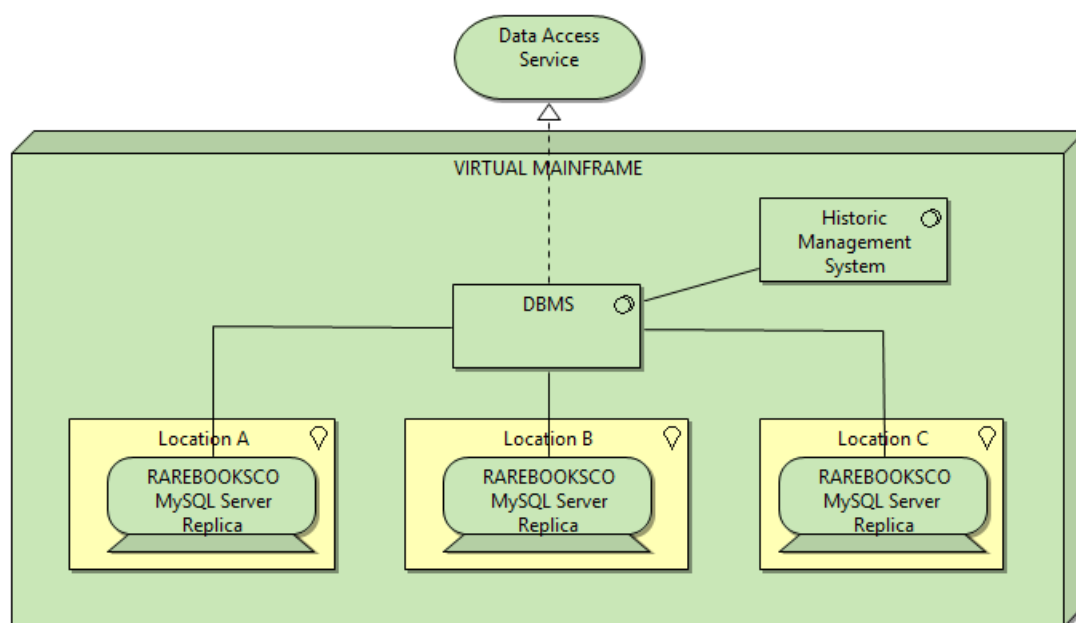 Data Access
Service
VIRTUAL MAINFRAME
Historic
Management
System
DBMS
Location A
RAREBOOKSCO
MySQL Server
Replica
Location B
RAREBOOKSCO
MySQL Server
Replica
Location C
RAREBOOKSCO
MySQL Server
Replica